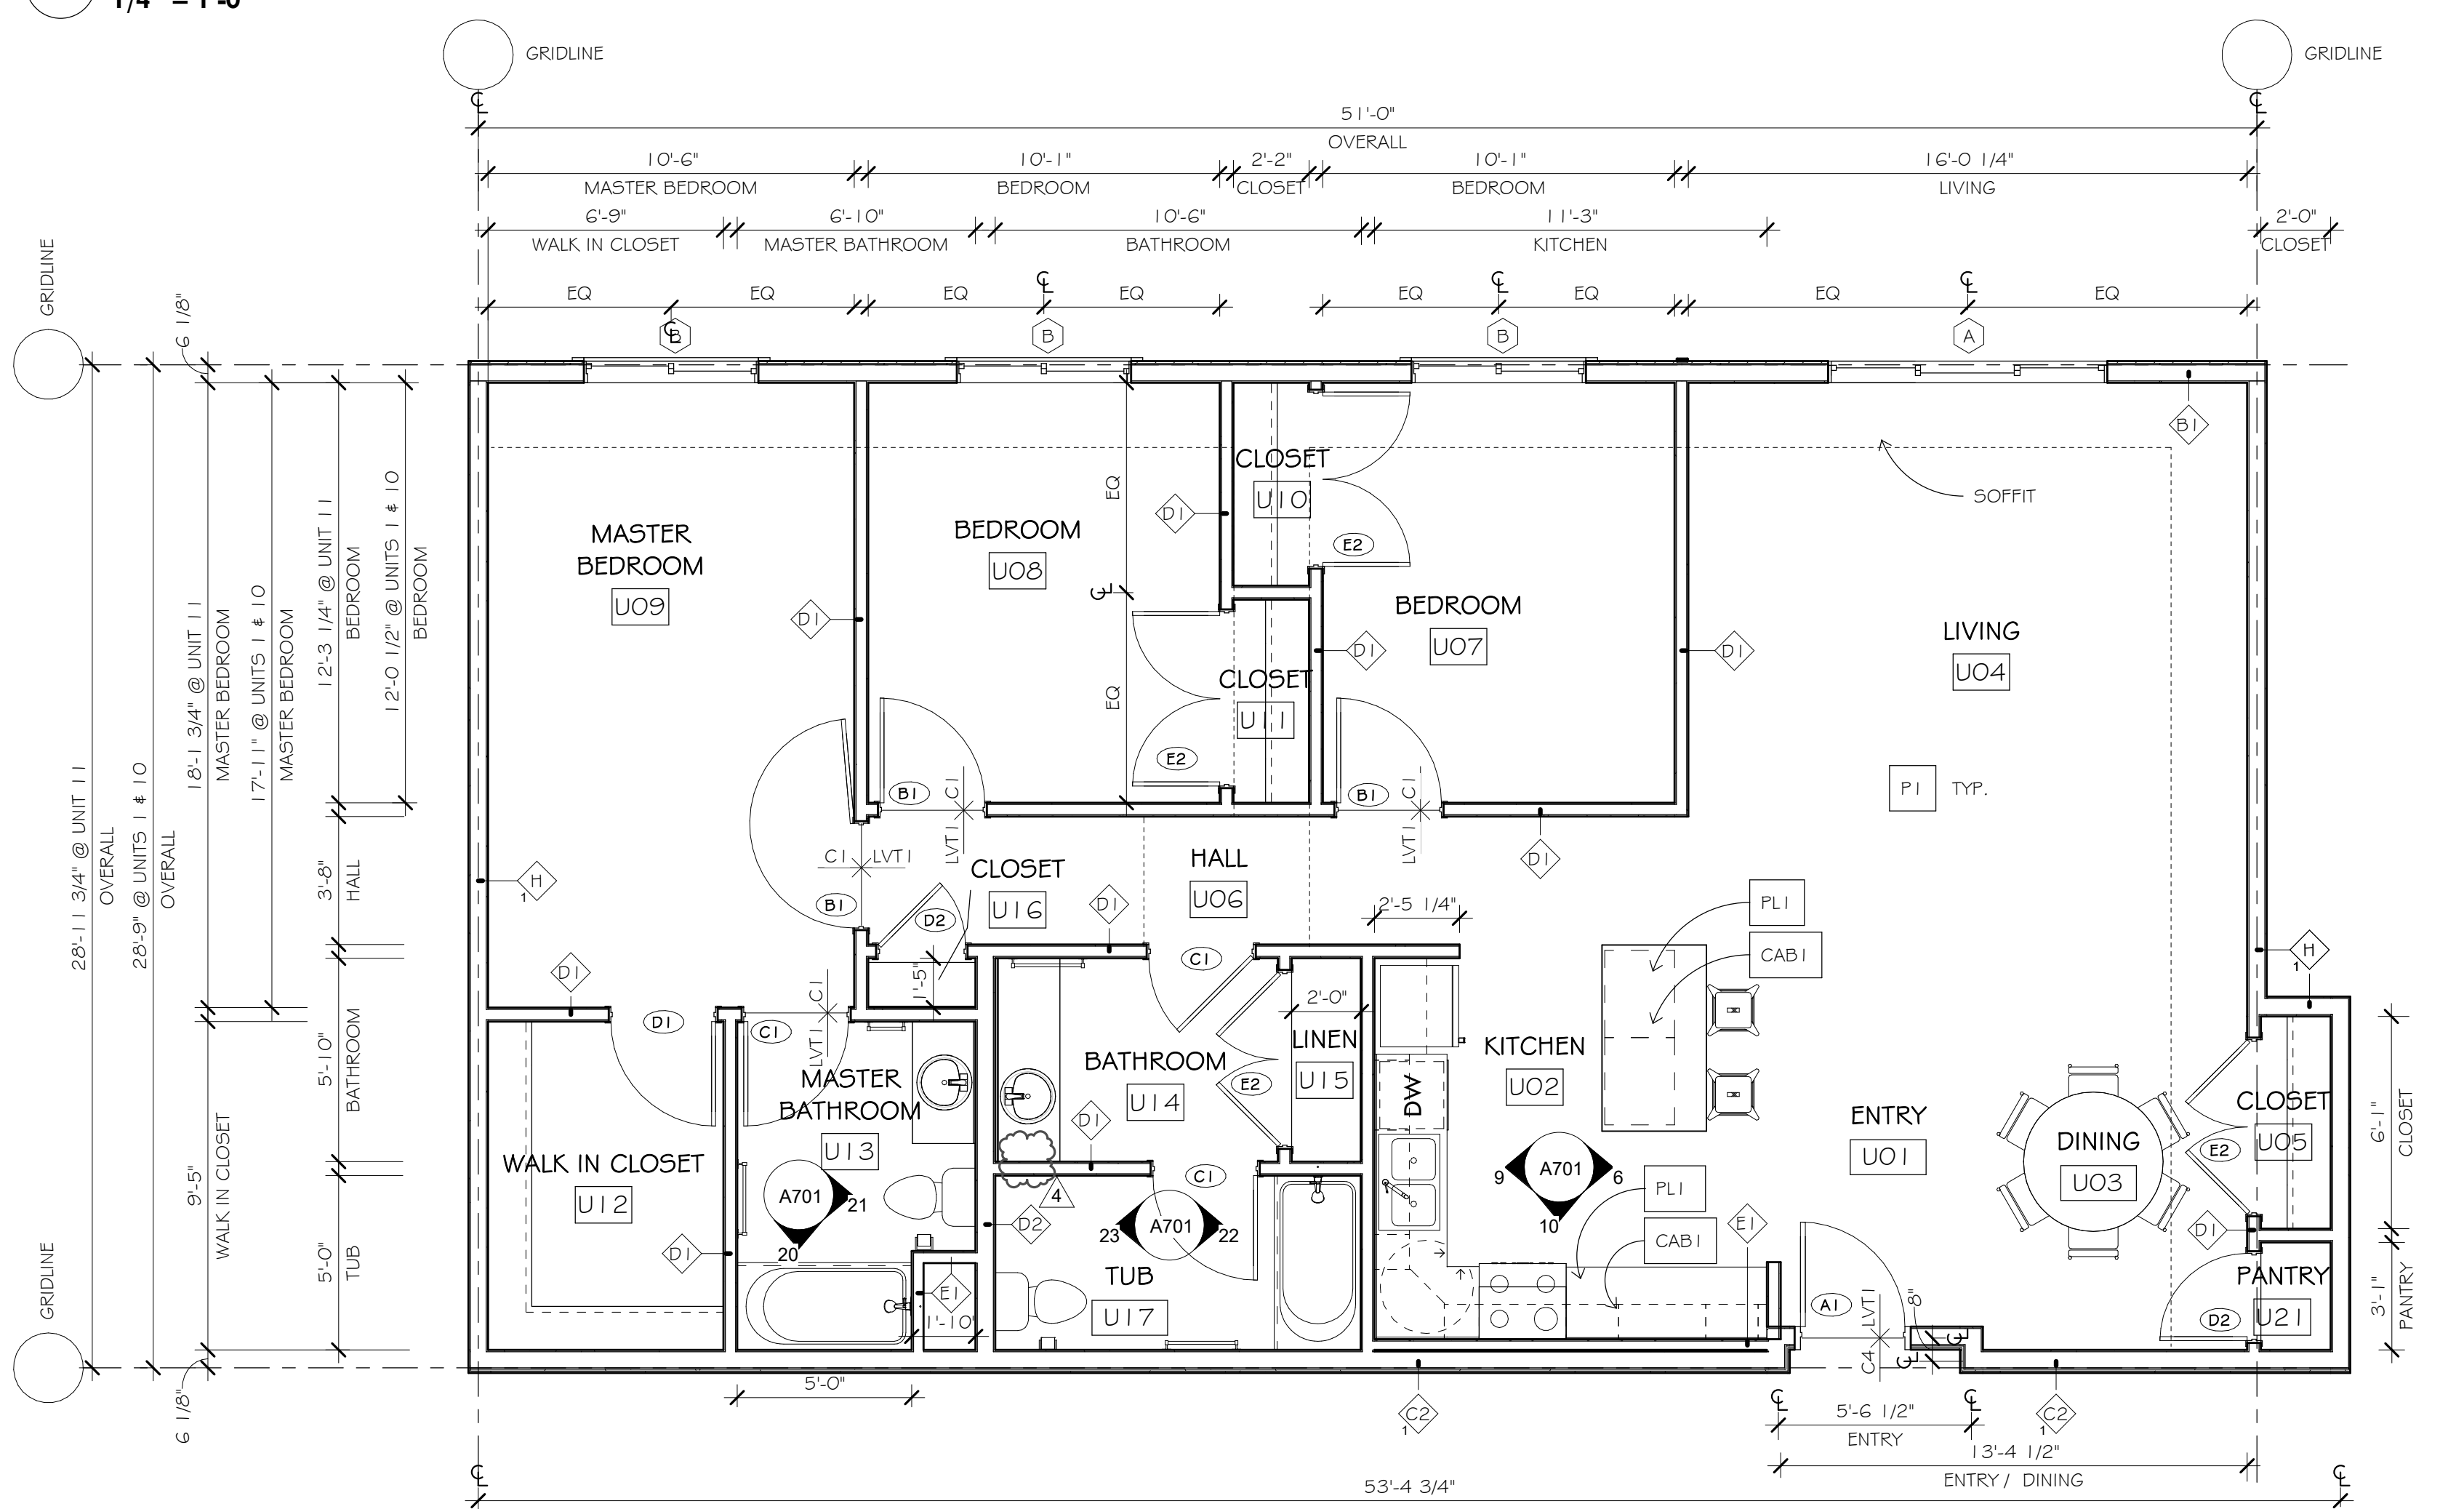 1/4" = 1'-0"
GRIDLINE
GRIDLINE
51'-0"
OVERALL
10'-6"
10'-1"
2'-2"
10'-1"
16'-0 1/4"
MASTER BEDROOM
BEDROOM
CLOSET
BEDROOM
LIVING
6'-9"
6'-10"
10'-6"
11'-3"
2'-0"
WALK IN CLOSET
MASTER BATHROOM
BATHROOM
KITCHEN
CLOSET
EQ
EQ
EQ
EQ
EQ
EQ
EQ
EQ
B
B
B
A
GRIDLINE
6 1/8"
28'-11 3/4" @ UNIT 11
OVERALL
28'-9" @ UNITS 1 & 10
OVERALL
18'-1 3/4" @ UNIT 11
MASTER BEDROOM
17'-11" @ UNITS 1 & 10
MASTER BEDROOM
12'-3 1/4" @ UNIT 11
BEDROOM
12'-0 1/2" @ UNITS 1 & 10
BEDROOM
3'-8"
HALL
5'-10"
BATHROOM
5'-0"
TUB
9'-5"
WALK IN CLOSET
GRIDLINE
6 1/8"
B1
SOFFIT
MASTER
BEDROOM
U09
BEDROOM
U08
CLOSET
U10
E2
D1
EQ
EQ
D1
BEDROOM
U07
D1
D1
LIVING
U04
CLOSET
U11
E2
B1
C1
LVT1
B1
C1
LVT1
P1
TYP.
C1
LVT1
B1
H
1
CLOSET
U16
D2
D1
HALL
U06
D1
2'-5 1/4"
PL1
CAB1
H
1
D1
1'-5"
C1
D1
C1
C1
LVT1
2'-0"
LINEN
U15
E2
BATHROOM
U14
D1
KITCHEN
U02
DW
MASTER
BATHROOM
U13
WALK IN CLOSET
U12
D1
A701
21
20
D2
4
C1
23
A701
22
TUB
U17
E1
1'-10"
9
A701
6
10
PL1
CAB1
E1
ENTRY
U01
DINING
U03
CLOSET
U05
E2
D1
PANTRY
U21
D2
A1
LVT1
C4
8"
6'-1"
CLOSET
3'-1"
PANTRY
5'-0"
C2
1
5'-6 1/2"
ENTRY
C2
1
13'-4 1/2"
ENTRY / DINING
53'-4 3/4"